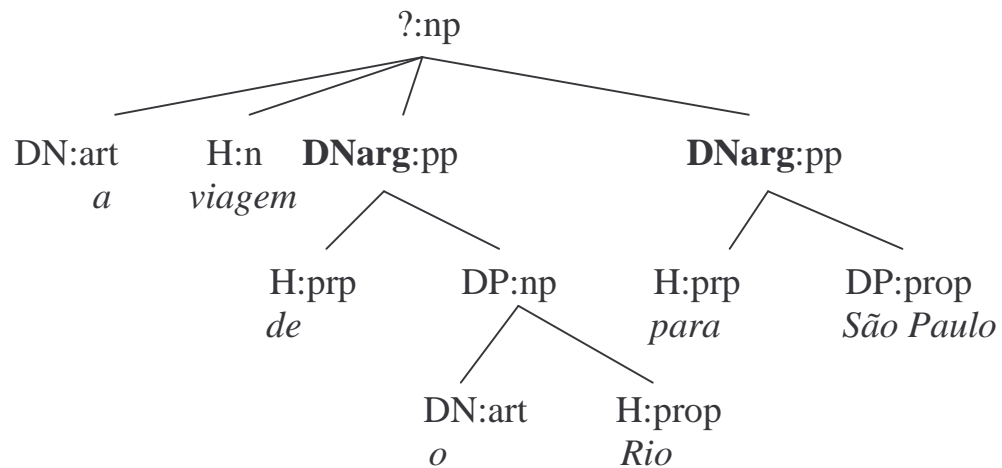 ?:np
DN:art H:n DNarg:pp DNarg:pp
a viagem
H:prp DP:np H:prp DP:prop
de para São Paulo
DN:art H:prop
o Rio